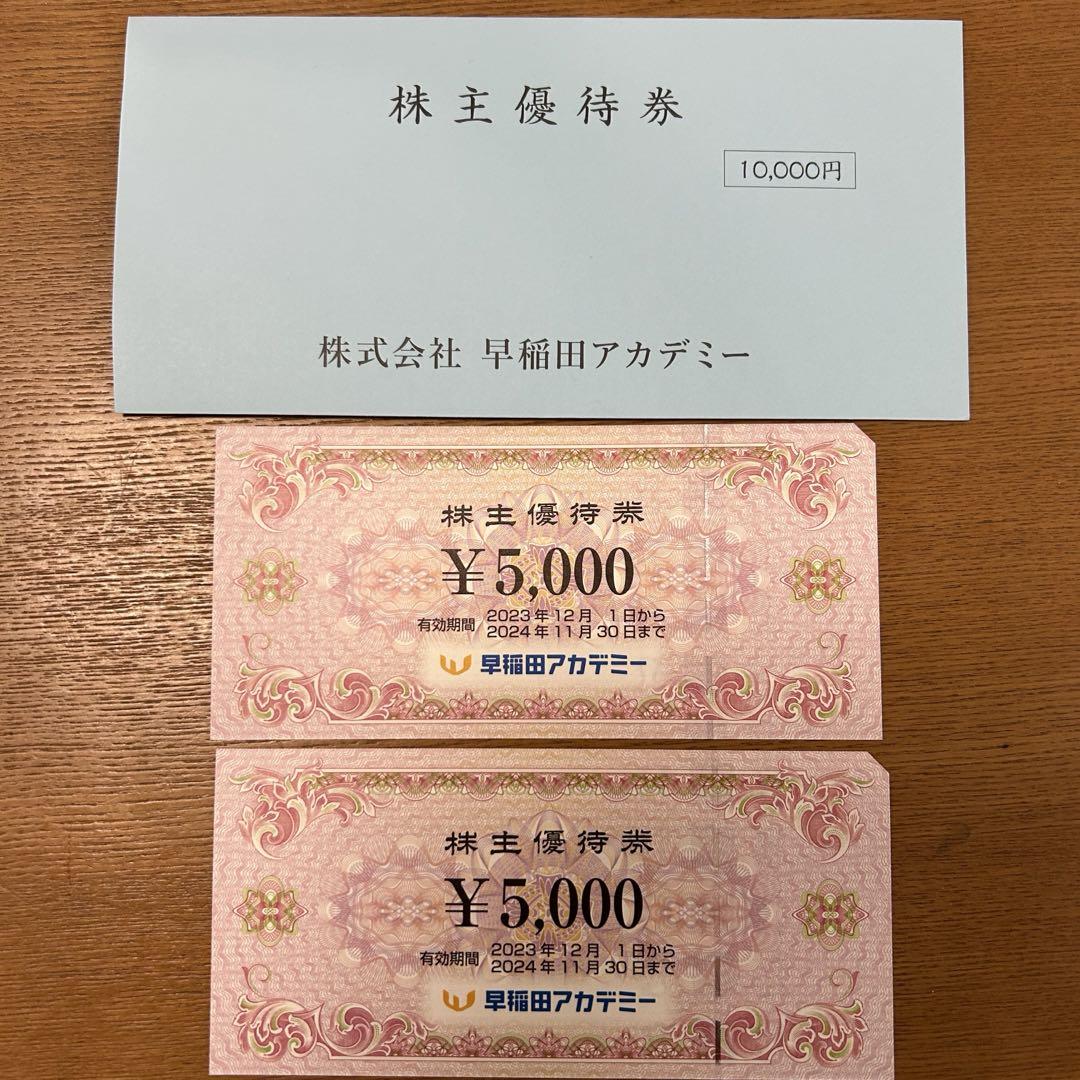 株主優待券
10,000円
株式会社 早稲田アカデミー
株主優待券
¥5,000
有効期間 2023年12月 1日から
2024年11月30日まで
早稲田アカデミー
株主優待券
¥5,000
有効期間 2023年12月 1日から
2024年11月30日まで
早稲田アカデミー